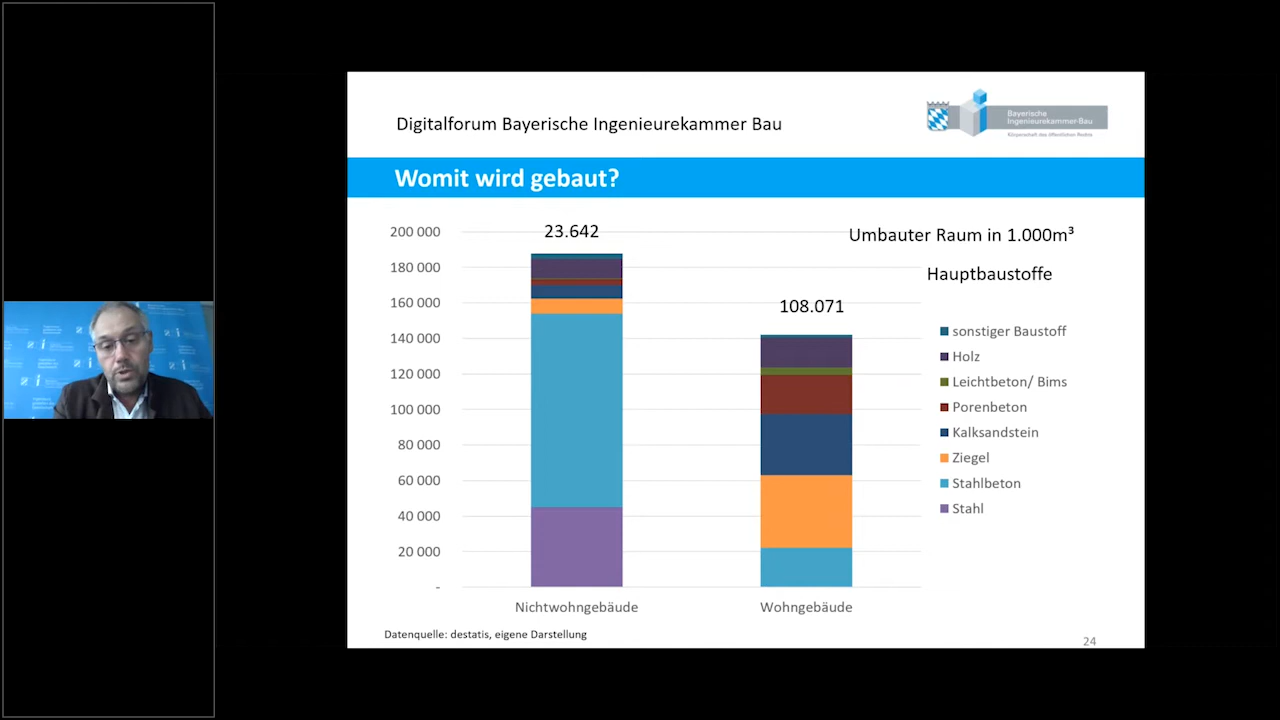 Digitalforum Bayerische Ingenieurekammer Bau
Bayerische
Ingenieurekammer-Bau
Körperschaft des öffentlichen Rechts
Womit wird gebaut?
200 000
180 000
160 000
140 000
120 000
100 000
80 000
60 000
40 000
20 000
-
23.642
108.071
Umbauter Raum in 1.000m³
Hauptbaustoffe
sonstiger Baustoff
Holz
Leichtbeton/ Bims
Porenbeton
Kalksandstein
Ziegel
Stahlbeton
Stahl
Nichtwohngebäude
Wohngebäude
Datenquelle: destatis, eigene Darstellung
24